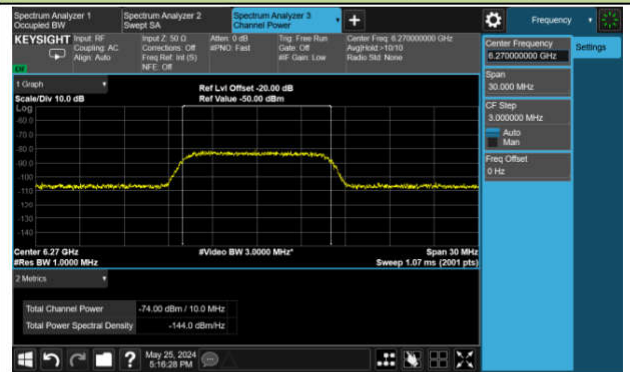 Spectrum Analyzer 1
Occupied BW
Spectrum Analyzer 2
Swept SA
Spectrum Analyzer 3
Channel Power
+
Frequency
KEYSIGHT
Input: RF
Coupling: AC
Align: Auto
Input Z: 50 Ω
Corrections: Off
Freq Ref: Int (S)
NFE: Off
Atten: 0 dB
#PNO: Fast
Trig: Free Run
Gate: Off
#IF Gain: Low
Center Freq: 6.270000000 GHz
Avg|Hold:>10/10
Radio Std: None
Center Frequency
6.270000000 GHz
Settings
Span
30.000 MHz
CF Step
3.000000 MHz
Auto
Man
Freq Offset
0 Hz
1 Graph
Scale/Div 10.0 dB
Ref Lvl Offset -20.00 dB
Ref Value -50.00 dBm
Log
-60.0
-70.0
-80.0
-90.0
-100
-110
-120
-130
-140
Center 6.27 GHz
#Res BW 1.0000 MHz
#Video BW 3.0000 MHz*
Span 30 MHz
Sweep 1.07 ms (2001 pts)
2 Metrics
Total Channel Power -74.00 dBm / 10.0 MHz
Total Power Spectral Density -144.0 dBm/Hz
?
May 25, 2024
5:16:28 PM